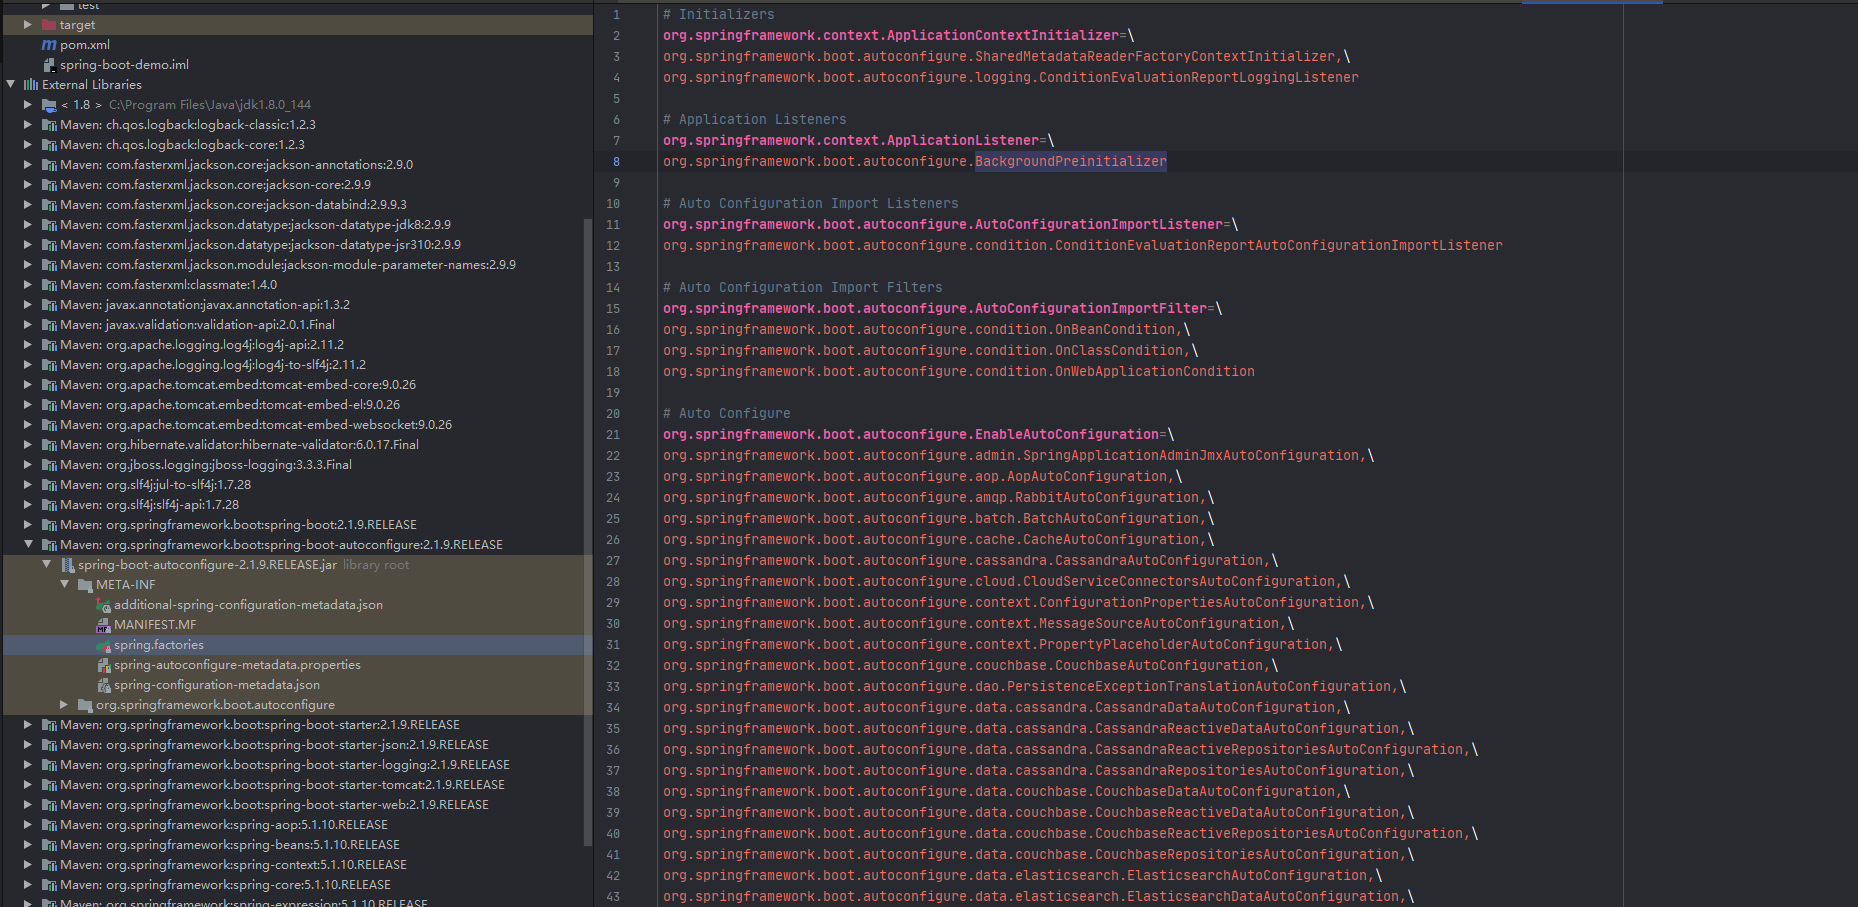 test
target
pom.xml
spring-boot-demo.iml
External Libraries
< 1.8 > C:\Program Files\Java\jdk1.8.0_144
Maven: ch.qos.logback:logback-classic:1.2.3
Maven: ch.qos.logback:logback-core:1.2.3
Maven: com.fasterxml.jackson.core:jackson-annotations:2.9.0
Maven: com.fasterxml.jackson.core:jackson-core:2.9.9
Maven: com.fasterxml.jackson.core:jackson-databind:2.9.9.3
Maven: com.fasterxml.jackson.datatype:jackson-datatype-jdk8:2.9.9
Maven: com.fasterxml.jackson.datatype:jackson-datatype-jsr310:2.9.9
Maven: com.fasterxml.jackson.module:jackson-module-parameter-names:2.9.9
Maven: com.fasterxml:classmate:1.4.0
Maven: javax.annotation:javax.annotation-api:1.3.2
Maven: javax.validation:validation-api:2.0.1.Final
Maven: org.apache.logging.log4j:log4j-api:2.11.2
Maven: org.apache.logging.log4j:log4j-to-slf4j:2.11.2
Maven: org.apache.tomcat.embed:tomcat-embed-core:9.0.26
Maven: org.apache.tomcat.embed:tomcat-embed-el:9.0.26
Maven: org.apache.tomcat.embed:tomcat-embed-websocket:9.0.26
Maven: org.hibernate.validator:hibernate-validator:6.0.17.Final
Maven: org.jboss.logging:jboss-logging:3.3.3.Final
Maven: org.slf4j:jul-to-slf4j:1.7.28
Maven: org.slf4j:slf4j-api:1.7.28
Maven: org.springframework.boot:spring-boot:2.1.9.RELEASE
Maven: org.springframework.boot:spring-boot-autoconfigure:2.1.9.RELEASE
spring-boot-autoconfigure-2.1.9.RELEASE.jar library root
META-INF
additional-spring-configuration-metadata.json
MANIFEST.MF
spring.factories
spring-autoconfigure-metadata.properties
spring-configuration-metadata.json
org.springframework.boot.autoconfigure
Maven: org.springframework.boot:spring-boot-starter:2.1.9.RELEASE
Maven: org.springframework.boot:spring-boot-starter-json:2.1.9.RELEASE
Maven: org.springframework.boot:spring-boot-starter-logging:2.1.9.RELEASE
Maven: org.springframework.boot:spring-boot-starter-tomcat:2.1.9.RELEASE
Maven: org.springframework.boot:spring-boot-starter-web:2.1.9.RELEASE
Maven: org.springframework:spring-aop:5.1.10.RELEASE
Maven: org.springframework:spring-beans:5.1.10.RELEASE
Maven: org.springframework:spring-context:5.1.10.RELEASE
Maven: org.springframework:spring-core:5.1.10.RELEASE
Maven: org.springframework:spring-expression:5.1.10.RELEASE
1 # Initializers
2 org.springframework.context.ApplicationContextInitializer=\
3 org.springframework.boot.autoconfigure.SharedMetadataReaderFactoryContextInitializer,\
4 org.springframework.boot.autoconfigure.logging.ConditionEvaluationReportLoggingListener
5
6 # Application Listeners
7 org.springframework.context.ApplicationListener=\
8 org.springframework.boot.autoconfigure.BackgroundPreinitializer
9
10 # Auto Configuration Import Listeners
11 org.springframework.boot.autoconfigure.AutoConfigurationImportListener=\
12 org.springframework.boot.autoconfigure.condition.ConditionEvaluationReportAutoConfigurationImportListener
13
14 # Auto Configuration Import Filters
15 org.springframework.boot.autoconfigure.AutoConfigurationImportFilter=\
16 org.springframework.boot.autoconfigure.condition.OnBeanCondition,\
17 org.springframework.boot.autoconfigure.condition.OnClassCondition,\
18 org.springframework.boot.autoconfigure.condition.OnWebApplicationCondition
19
20 # Auto Configure
21 org.springframework.boot.autoconfigure.EnableAutoConfiguration=\
22 org.springframework.boot.autoconfigure.admin.SpringApplicationAdminJmxAutoConfiguration,\
23 org.springframework.boot.autoconfigure.aop.AopAutoConfiguration,\
24 org.springframework.boot.autoconfigure.amqp.RabbitAutoConfiguration,\
25 org.springframework.boot.autoconfigure.batch.BatchAutoConfiguration,\
26 org.springframework.boot.autoconfigure.cache.CacheAutoConfiguration,\
27 org.springframework.boot.autoconfigure.cassandra.CassandraAutoConfiguration,\
28 org.springframework.boot.autoconfigure.cloud.CloudServiceConnectorsAutoConfiguration,\
29 org.springframework.boot.autoconfigure.context.ConfigurationPropertiesAutoConfiguration,\
30 org.springframework.boot.autoconfigure.context.MessageSourceAutoConfiguration,\
31 org.springframework.boot.autoconfigure.context.PropertyPlaceholderAutoConfiguration,\
32 org.springframework.boot.autoconfigure.couchbase.CouchbaseAutoConfiguration,\
33 org.springframework.boot.autoconfigure.dao.PersistenceExceptionTranslationAutoConfiguration,\
34 org.springframework.boot.autoconfigure.data.cassandra.CassandraDataAutoConfiguration,\
35 org.springframework.boot.autoconfigure.data.cassandra.CassandraReactiveDataAutoConfiguration,\
36 org.springframework.boot.autoconfigure.data.cassandra.CassandraReactiveRepositoriesAutoConfiguration,\
37 org.springframework.boot.autoconfigure.data.cassandra.CassandraRepositoriesAutoConfiguration,\
38 org.springframework.boot.autoconfigure.data.couchbase.CouchbaseDataAutoConfiguration,\
39 org.springframework.boot.autoconfigure.data.couchbase.CouchbaseReactiveDataAutoConfiguration,\
40 org.springframework.boot.autoconfigure.data.couchbase.CouchbaseReactiveRepositoriesAutoConfiguration,\
41 org.springframework.boot.autoconfigure.data.couchbase.CouchbaseRepositoriesAutoConfiguration,\
42 org.springframework.boot.autoconfigure.data.elasticsearch.ElasticsearchAutoConfiguration,\
43 org.springframework.boot.autoconfigure.data.elasticsearch.ElasticsearchDataAutoConfiguration,\